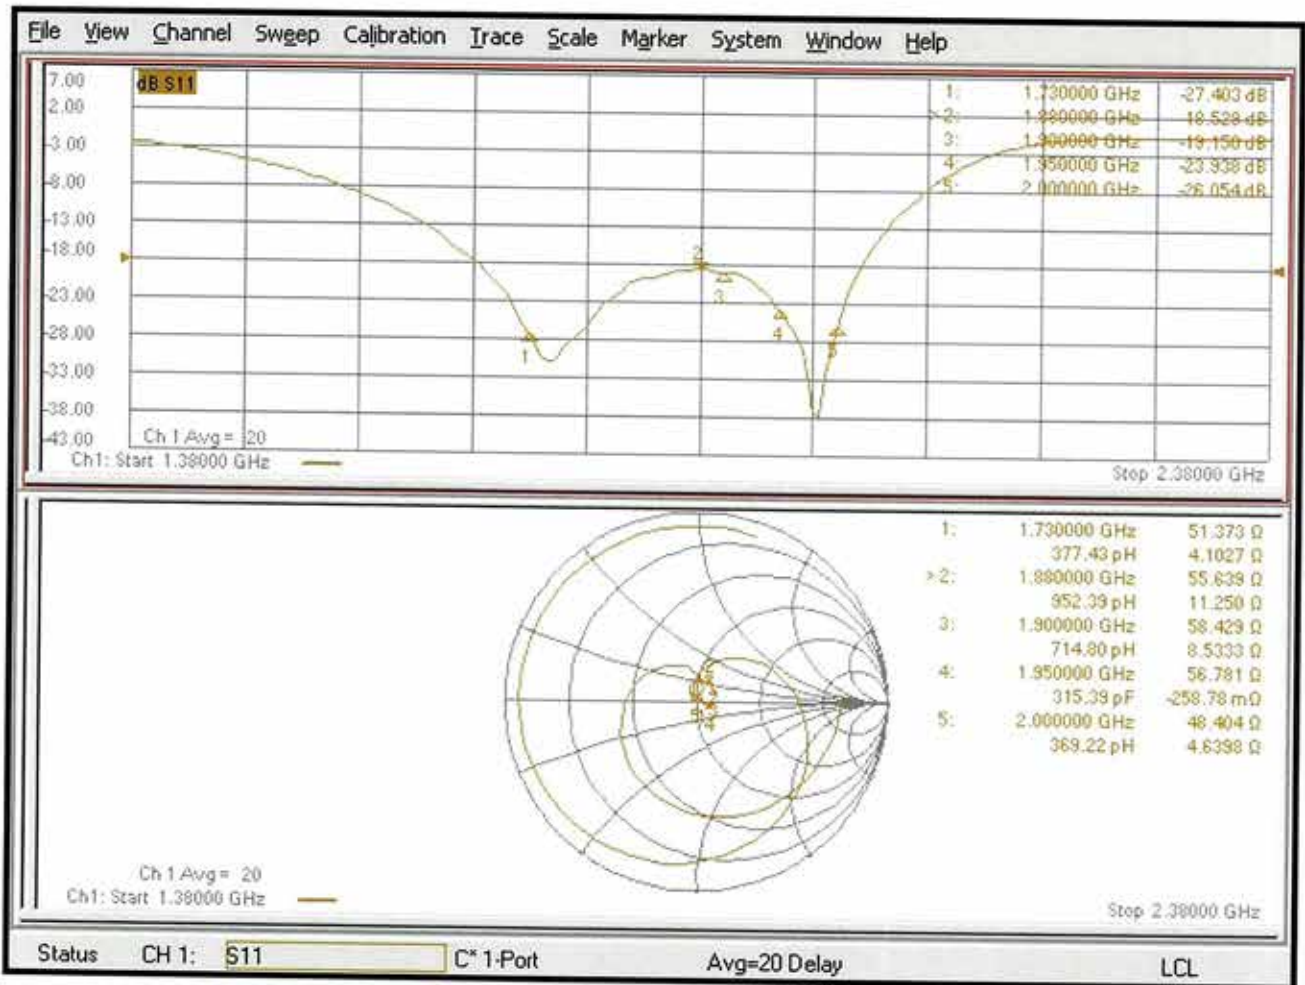 File View Channel Sweep Calibration Trace Scale Marker System Window Help
7.00
2.00
-3.00
-8.00
-13.00
-18.00
-23.00
-28.00
-33.00
-38.00
-43.00
dB S11
1: 1.730000 GHz -27.403 dB
>2: 1.880000 GHz -18.528 dB
3: 1.900000 GHz -19.150 dB
4: 1.950000 GHz -23.938 dB
5: 2.000000 GHz -26.054 dB
1
2
3
4
5
Ch 1 Avg = 20
Ch1: Start 1.38000 GHz
Stop 2.38000 GHz
1: 1.730000 GHz 51.373 Ω
377.43 pH 4.1027 Ω
>2: 1.880000 GHz 55.639 Ω
952.39 pH 11.250 Ω
3: 1.900000 GHz 58.429 Ω
714.80 pH 8.5333 Ω
4: 1.950000 GHz 56.781 Ω
315.39 pF -258.78 mΩ
5: 2.000000 GHz 48.404 Ω
369.22 pH 4.6398 Ω
5
4
Ch 1 Avg = 20
Ch1: Start 1.38000 GHz
Stop 2.38000 GHz
Status CH 1: S11 C* 1-Port Avg=20 Delay LCL